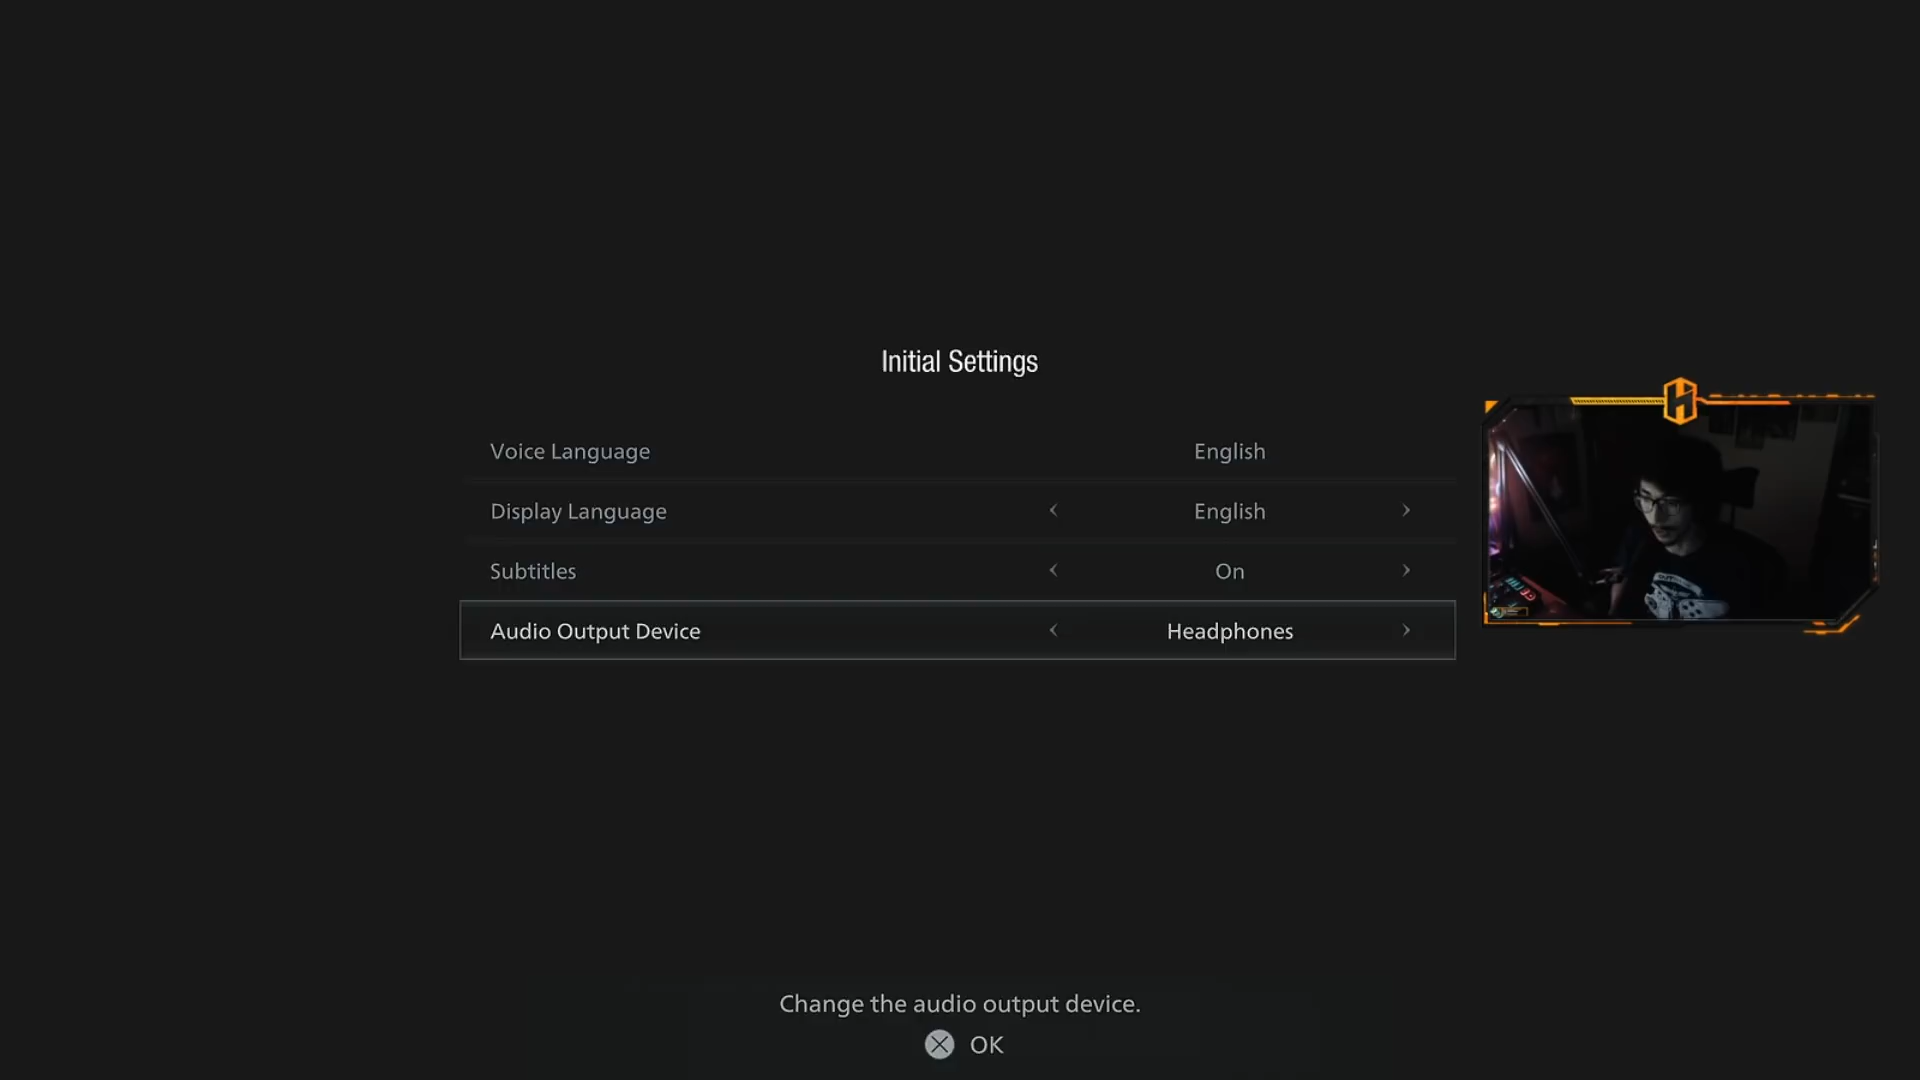 Initial Settings
Voice Language English
Display Language English
Subtitles On
Audio Output Device Headphones
Change the audio output device.
OK